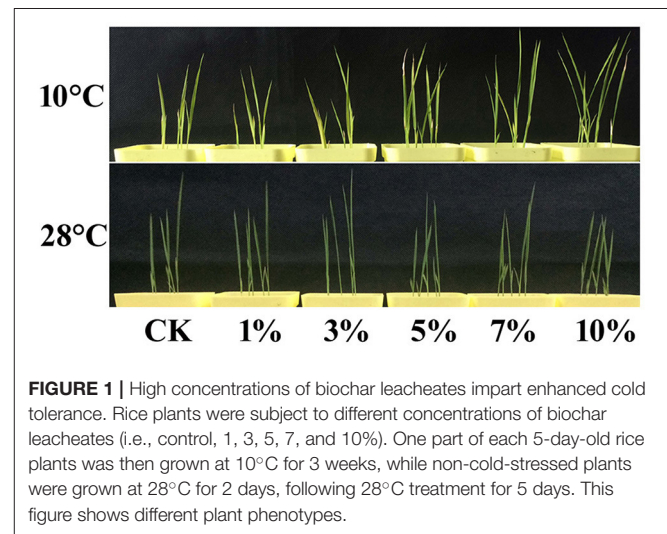 10°C
28°C
CK 1% 3% 5% 7% 10%
FIGURE 1 | High concentrations of biochar leacheates impart enhanced cold
tolerance. Rice plants were subject to different concentrations of biochar
leacheates (i.e., control, 1, 3, 5, 7, and 10%). One part of each 5-day-old rice
plants was then grown at 10°C for 3 weeks, while non-cold-stressed plants
were grown at 28°C for 2 days, following 28°C treatment for 5 days. This
figure shows different plant phenotypes.